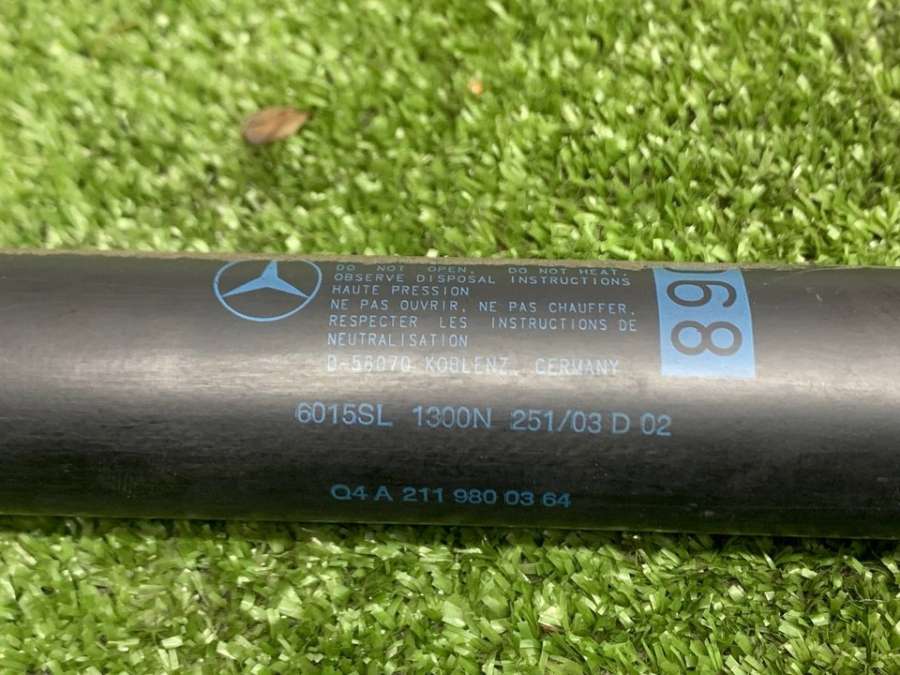 DO NOT OPEN. DO NOT HEAT.
OBSERVE DISPOSAL INSTRUCTIONS
HAUTE PRESSION
NE PAS OUVRIR, NE PAS CHAUFFER.
RESPECTER LES INSTRUCTIONS DE
NEUTRALISATION
D-56070 KOBLENZ, GERMANY
068
6015SL 1300N 251/03 D 02
Q4 A 211 980 03 64